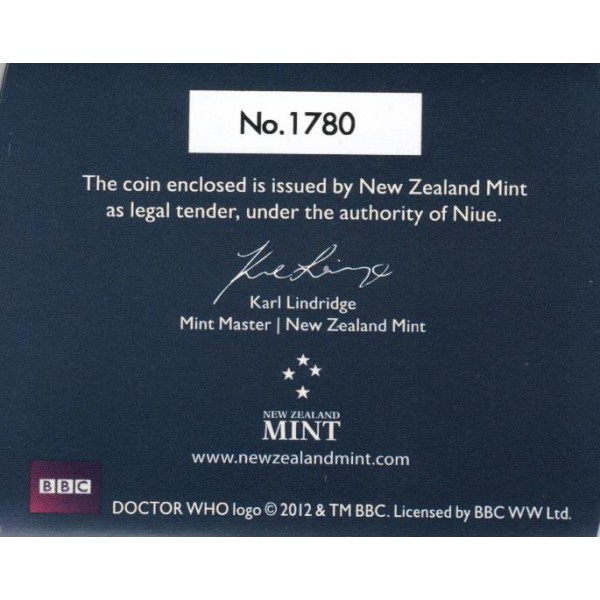 No.1780
The coin enclosed is issued by New Zealand Mint
as legal tender, under the authority of Niue.
Karl Lindridge
Mint Master | New Zealand Mint
NEW ZEALAND
MINT
www.newzealandmint.com
BBC
DOCTOR WHO logo © 2012 & TM BBC. Licensed by BBC WW Ltd.